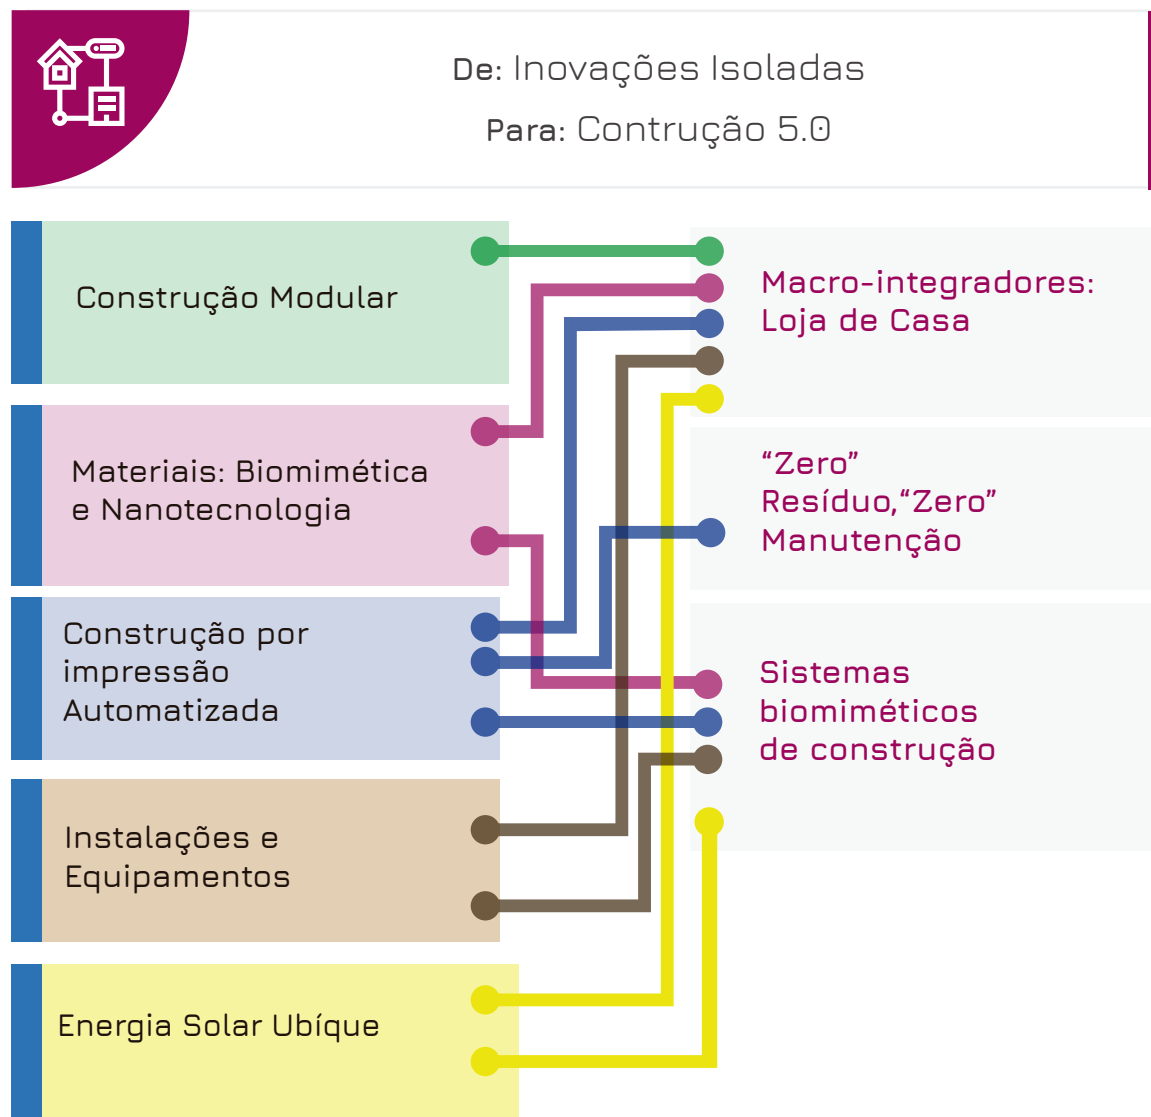 De: Inovações Isoladas
Para: Contrução 5.0
Construção Modular
Materiais: Biomimética
e Nanotecnologia
Construção por
impressão
Automatizada
Instalações e
Equipamentos
Energia Solar Ubíque
Macro-integradores:
Loja de Casa
“Zero”
Resíduo,“Zero”
Manutenção
Sistemas
biomiméticos
de construção